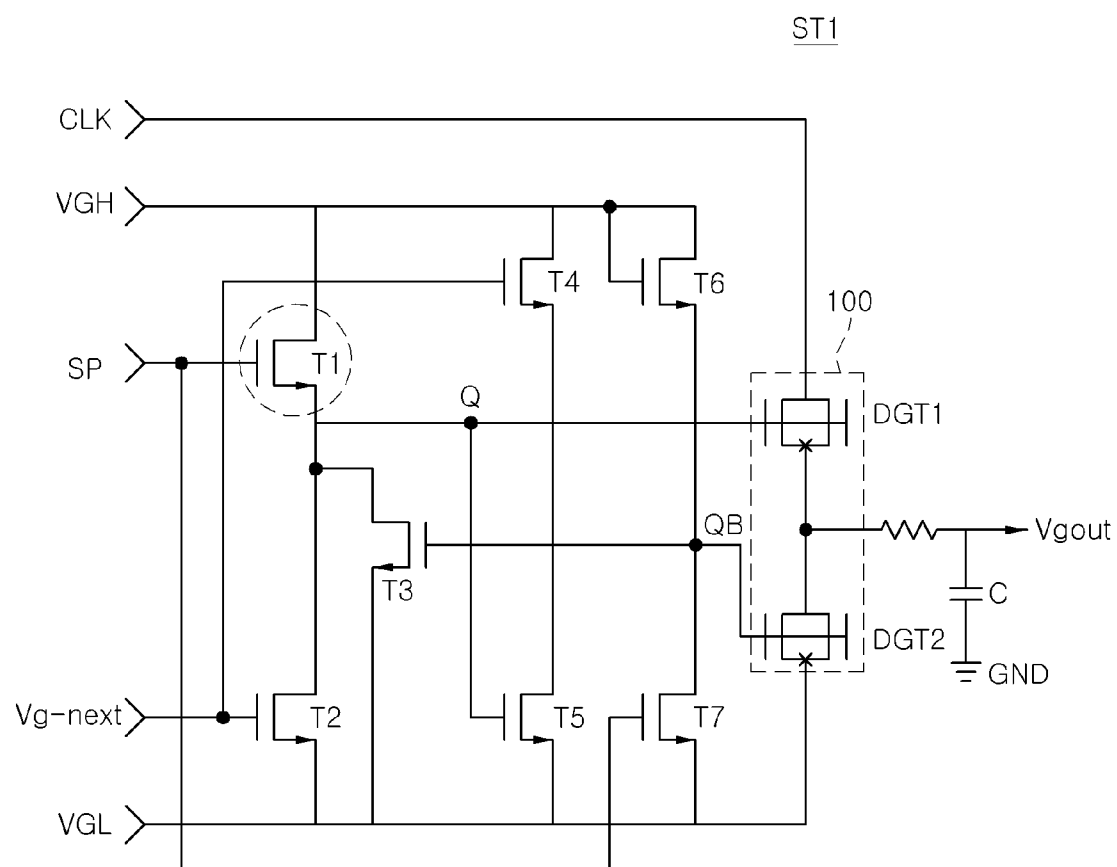 ST1
CLK
VGH
T4
T6
100
SP
T1
Q
DGT1
QB
Vgout
T3
C
DGT2
GND
Vg-next
T2
T5
T7
VGL